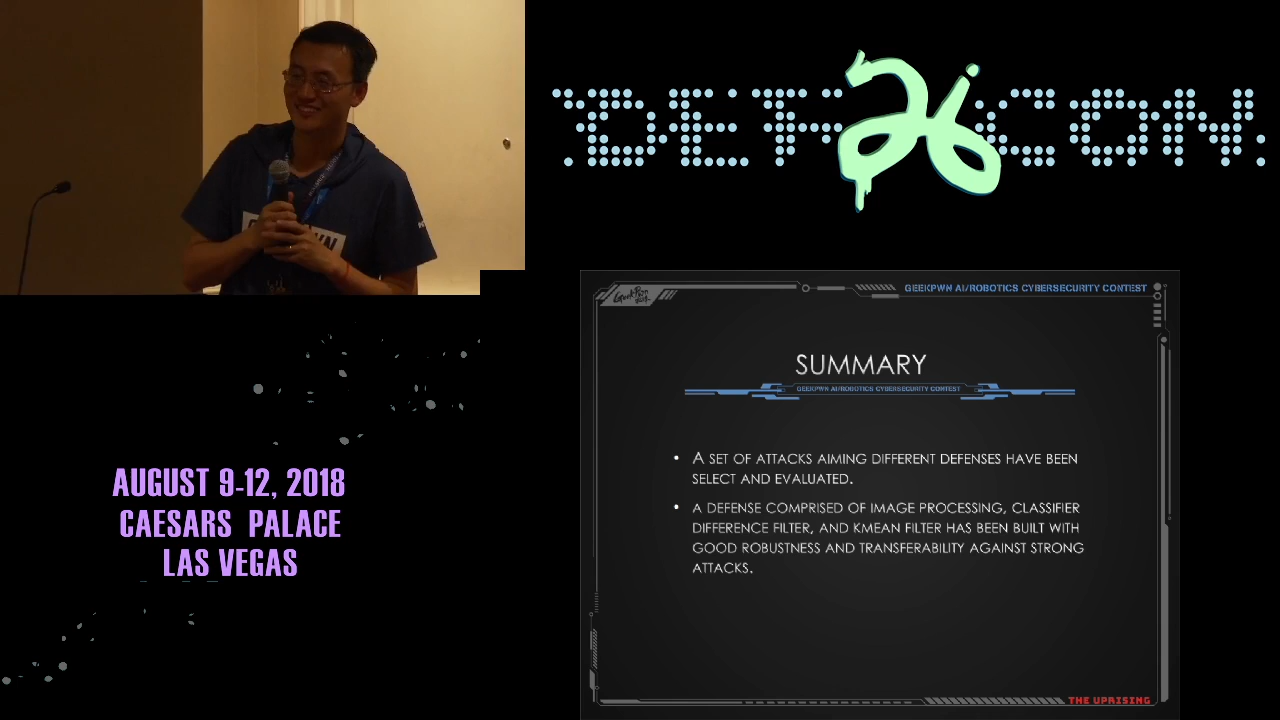 DEFCON
26
AUGUST 9-12, 2018
CAESARS PALACE
LAS VEGAS
GEEKPWN AI/ROBOTICS CYBERSECURITY CONTEST
SUMMARY
GEEKPWN AI/ROBOTICS CYBERSECURITY CONTEST
• A SET OF ATTACKS AIMING DIFFERENT DEFENSES HAVE BEEN
SELECT AND EVALUATED.
• A DEFENSE COMPRISED OF IMAGE PROCESSING, CLASSIFIER
DIFFERENCE FILTER, AND KMEAN FILTER HAS BEEN BUILT WITH
GOOD ROBUSTNESS AND TRANSFERABILITY AGAINST STRONG
ATTACKS.
THE UPRISING